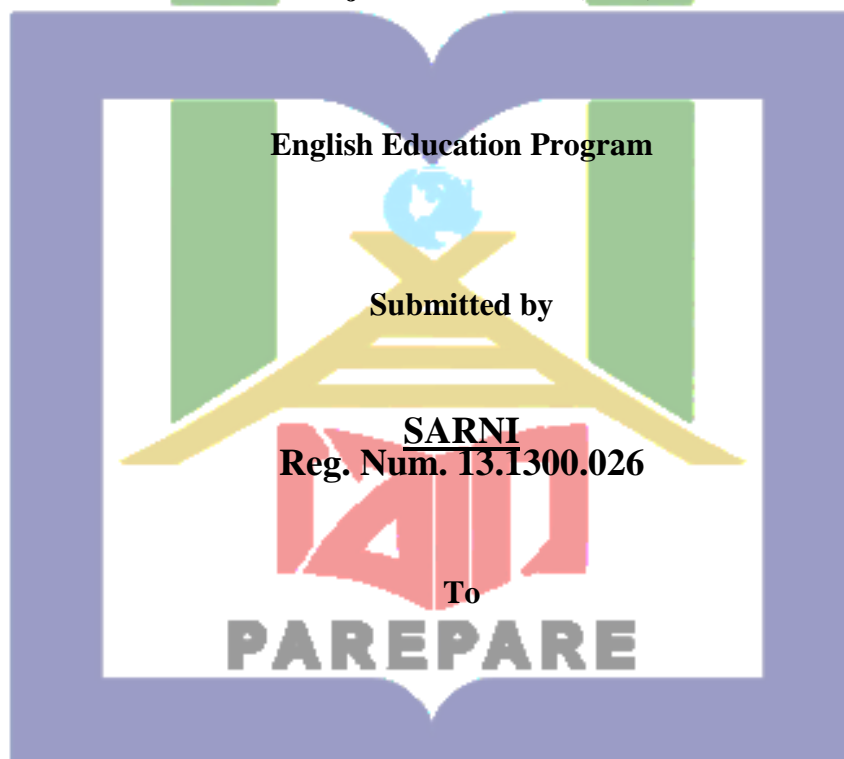 English Education Program
Submitted by
SARNI
Reg. Num. 13.1300.026
To
PAREPARE